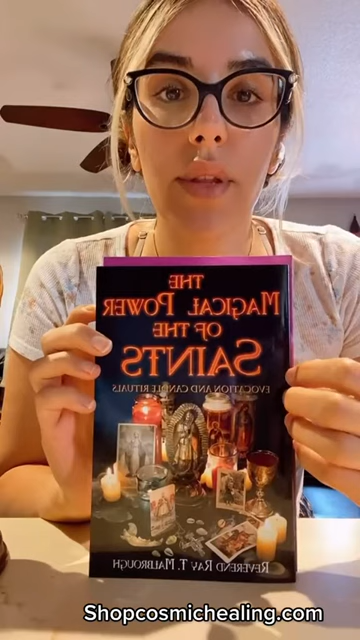 THE
MAGICAL POWER
OF THE
SAINTS
EVOCATION AND CANDLE RITUALS
REVEREND RAY T. MALBROUGH
Shopcosmichealing.com